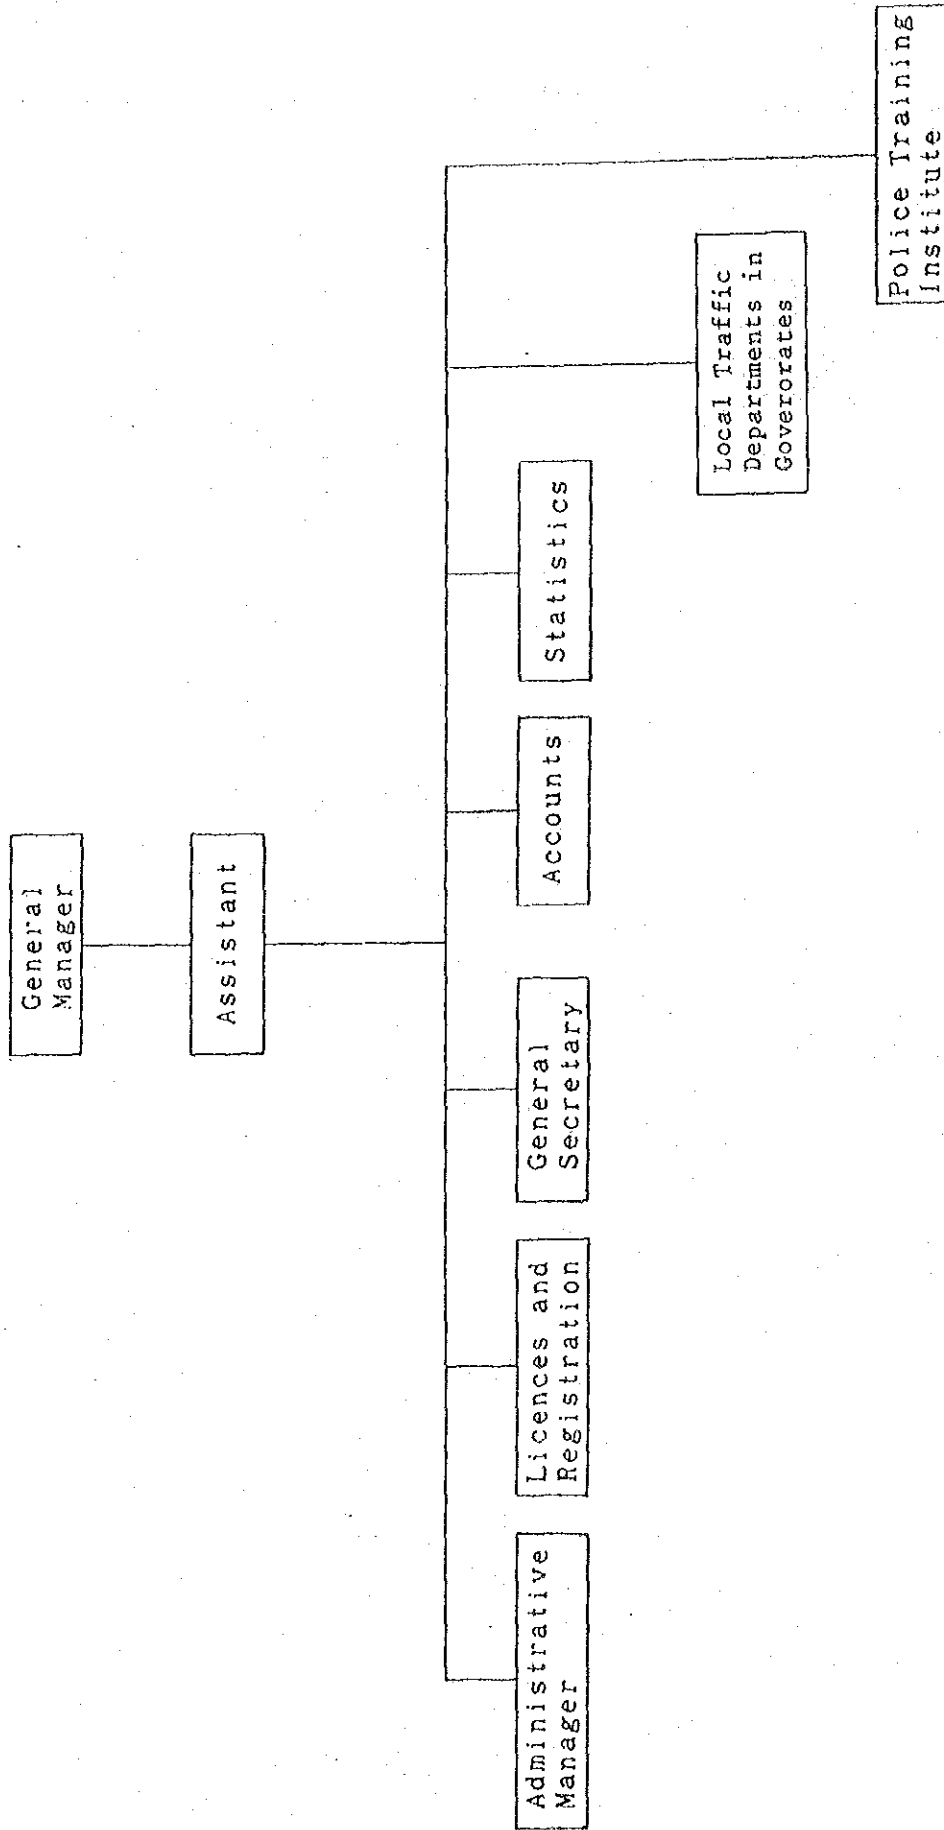 General
Manager
Assistant
Administrative
Manager
Licences and
Registration
General
Secretary
Accounts
Statistics
Local Traffic
Departments in
Goverorates
Police Training
Institute